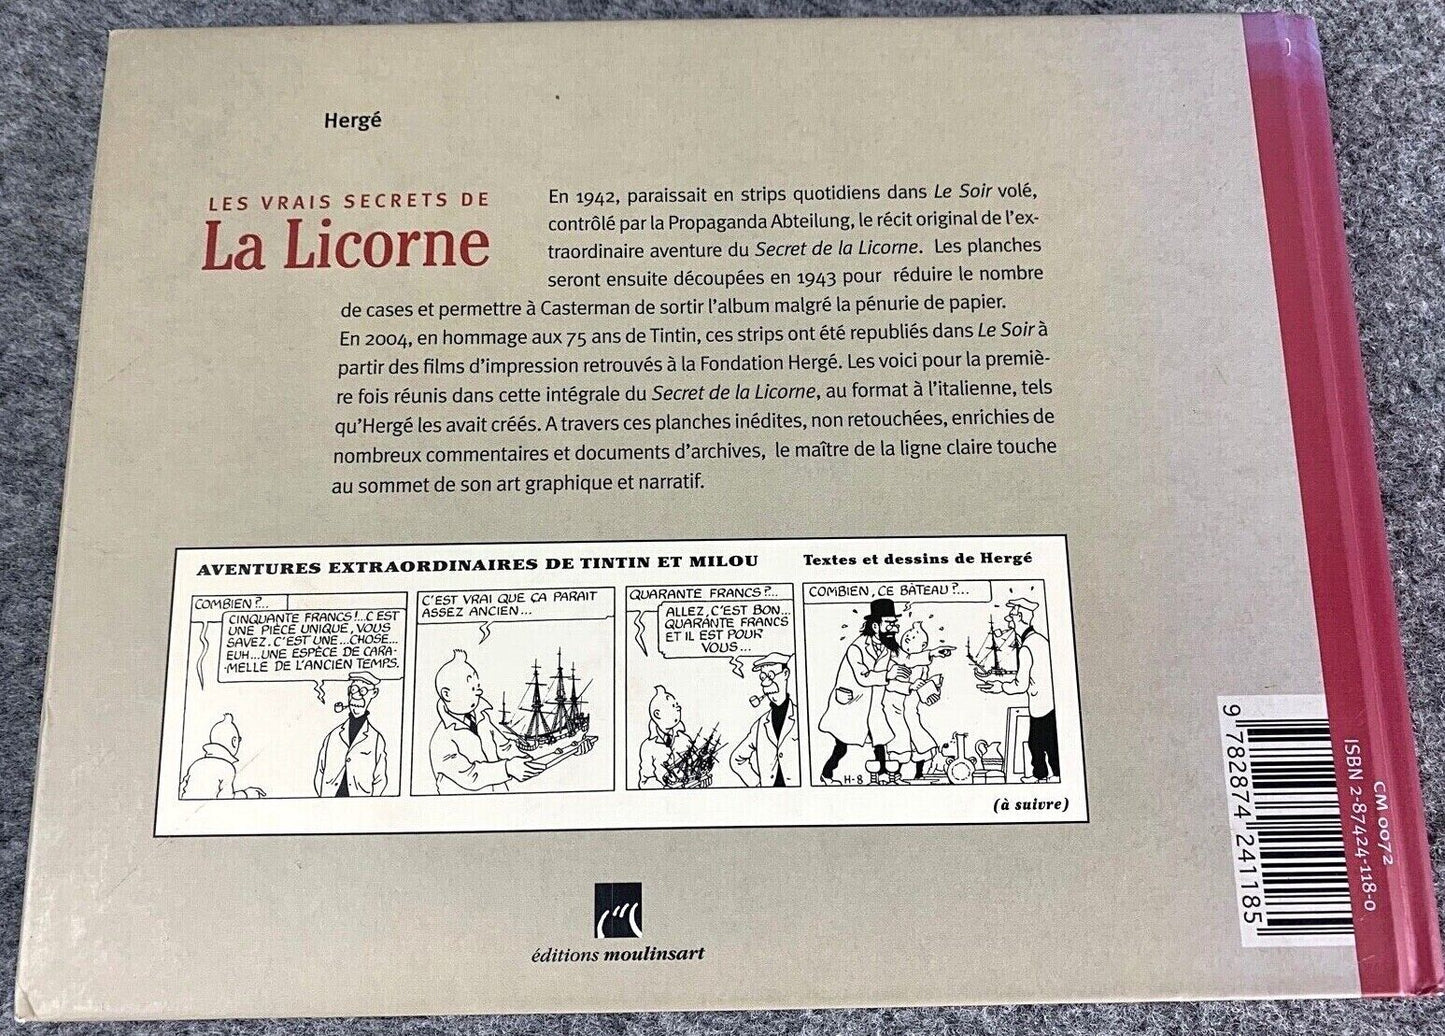 Hergé
LES VRAIS SECRETS DE
La Licorne
En 1942, paraissait en strips quotidiens dans Le Soir volé,
contrôlé par la Propaganda Abteilung, le récit original de l'ex-
traordinaire aventure du Secret de la Licorne. Les planches
seront ensuite découpées en 1943 pour réduire le nombre
de cases et permettre à Casterman de sortir l'album malgré la pénurie de papier.
En 2004, en hommage aux 75 ans de Tintin, ces strips ont été republiés dans Le Soir à
partir des films d'impression retrouvés à la Fondation Hergé. Les voici pour la premiè-
re fois réunis dans cette intégrale du Secret de la Licorne, au format à l'italienne, tels
qu'Hergé les avait créés. A travers ces planches inédites, non retouchées, enrichies de
nombreux commentaires et documents d'archives, le maître de la ligne claire touche
au sommet de son art graphique et narratif.
AVENTURES EXTRAORDINAIRES DE TINTIN ET MILOU
Textes et dessins de Hergé
COMBIEN ?...
CINQUANTE FRANCS !...C'EST
UNE PIÈCE UNIQUE, VOUS
SAVEZ. C'EST UNE...CHOSE...
EUH...UNE ESPÈCE DE CARA-
-MELLE DE L'ANCIEN TEMPS.
C'EST VRAI QUE ÇA PARAIT
ASSEZ ANCIEN...
QUARANTE FRANCS ?...
ALLEZ, C'EST BON...
QUARANTE FRANCS
ET IL EST POUR
VOUS...
COMBIEN, CE BÂTEAU ?...
H-8
(à suivre)
éditions moulinsart
9 782874 241185
ISBN 2-87424-118-0
CM 0072